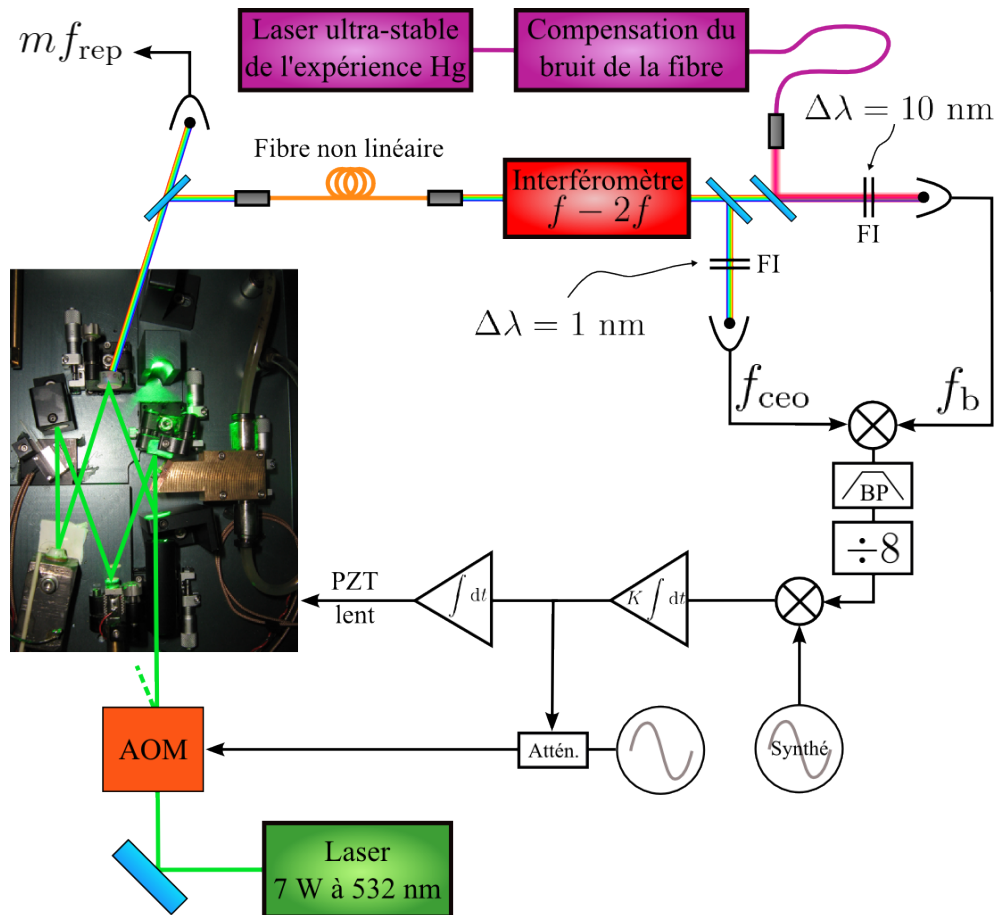 m f_rep
Laser ultra-stable
de l'expérience Hg
Compensation du
bruit de la fibre
Δλ = 10 nm
Fibre non linéaire
Interféromètre
f − 2f
FI
FI
Δλ = 1 nm
f_ceo
f_b
BP
÷8
PZT
lent
∫ dt
K ∫ dt
AOM
Attén.
Synthé
Laser
7 W à 532 nm